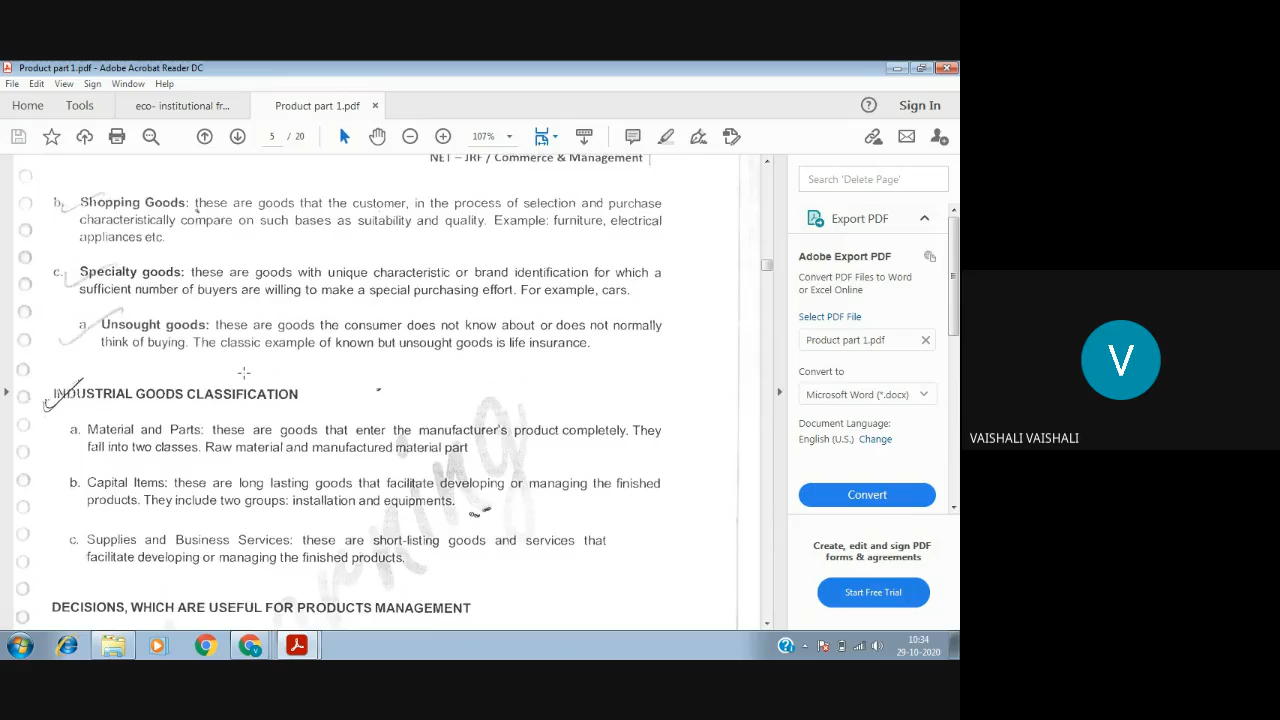 Product part 1.pdf - Adobe Acrobat Reader DC
File Edit View Sign Window Help
Home Tools eco- institutional fr... Product part 1.pdf × Sign In
5 / 20 107%
NET – JRF / Commerce & Management
b. Shopping Goods: these are goods that the customer, in the process of selection and purchase
characteristically compare on such bases as suitability and quality. Example: furniture, electrical
appliances etc.
c. Specialty goods: these are goods with unique characteristic or brand identification for which a
sufficient number of buyers are willing to make a special purchasing effort. For example, cars.
a. Unsought goods: these are goods the consumer does not know about or does not normally
think of buying. The classic example of known but unsought goods is life insurance.
INDUSTRIAL GOODS CLASSIFICATION
a. Material and Parts: these are goods that enter the manufacturer's product completely. They
fall into two classes. Raw material and manufactured material part
b. Capital Items: these are long lasting goods that facilitate developing or managing the finished
products. They include two groups: installation and equipments.
c. Supplies and Business Services: these are short-listing goods and services that
facilitate developing or managing the finished products.
DECISIONS, WHICH ARE USEFUL FOR PRODUCTS MANAGEMENT
Search 'Delete Page'
Export PDF
Adobe Export PDF
Convert PDF Files to Word
or Excel Online
Select PDF File
Product part 1.pdf
Convert to
Microsoft Word (*.docx)
Document Language:
English (U.S.) Change
Convert
Create, edit and sign PDF
forms & agreements
Start Free Trial
10:34
29-10-2020
V
VAISHALI VAISHALI